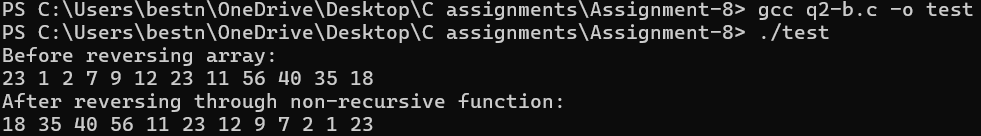 PS C:\Users\bestn\OneDrive\Desktop\C assignments\Assignment-8> gcc q2-b.c -o test
PS C:\Users\bestn\OneDrive\Desktop\C assignments\Assignment-8> ./test
Before reversing array:
23 1 2 7 9 12 23 11 56 40 35 18
After reversing through non-recursive function:
18 35 40 56 11 23 12 9 7 2 1 23